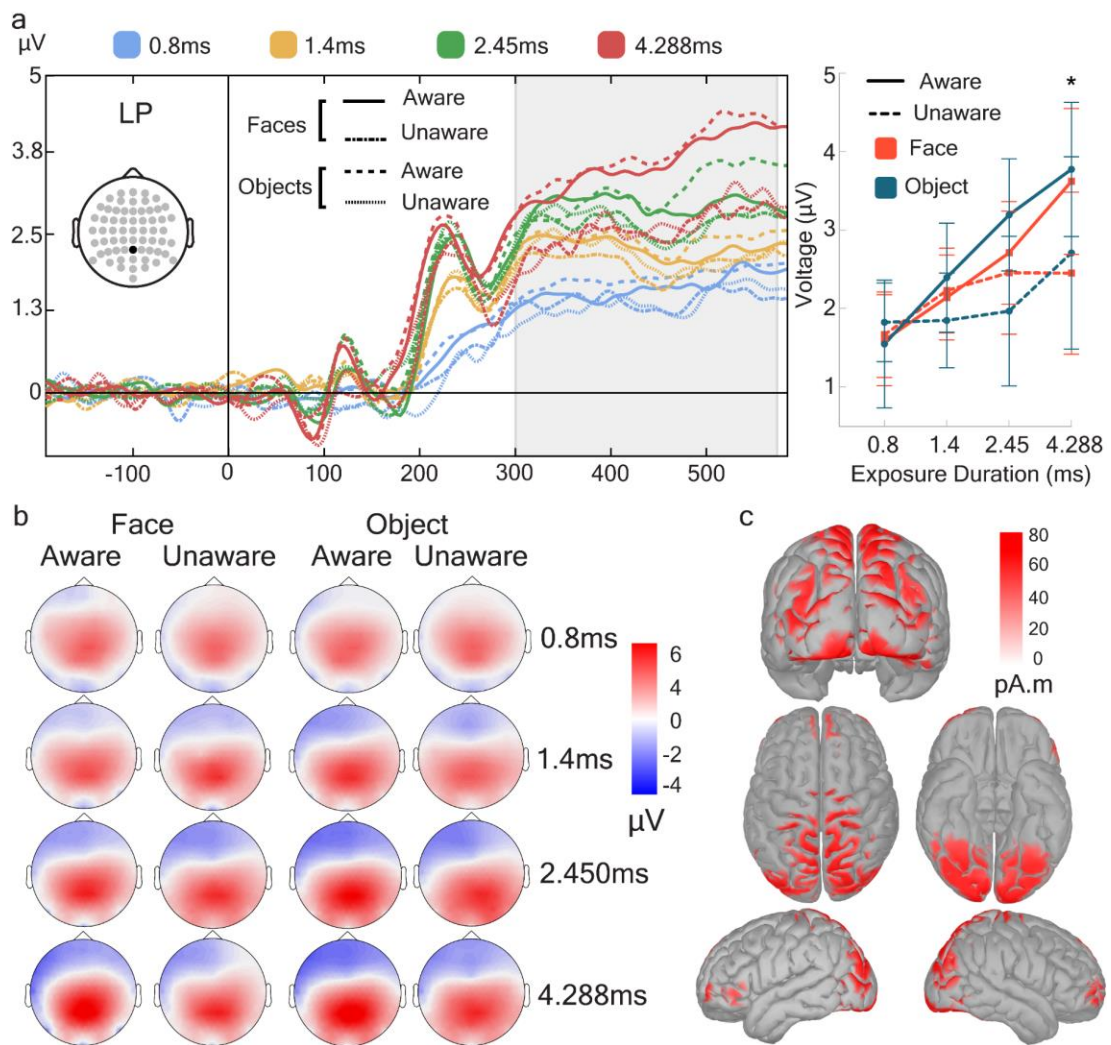 a
µV
0.8ms 1.4ms 2.45ms 4.288ms
5
3.8
2.5
1.3
0
LP
Faces
Aware
Unaware
Objects
Aware
Unaware
-100 0 100 200 300 400 500
Aware *
Unaware
Face
Object
Voltage (µV)
5
4
3
2
1
0.8 1.4 2.45 4.288
Exposure Duration (ms)
b
Face Object
Aware Unaware Aware Unaware
0.8ms
1.4ms
2.450ms
4.288ms
6
4
2
0
-2
-4
µV
c
80
60
40
20
0
pA.m